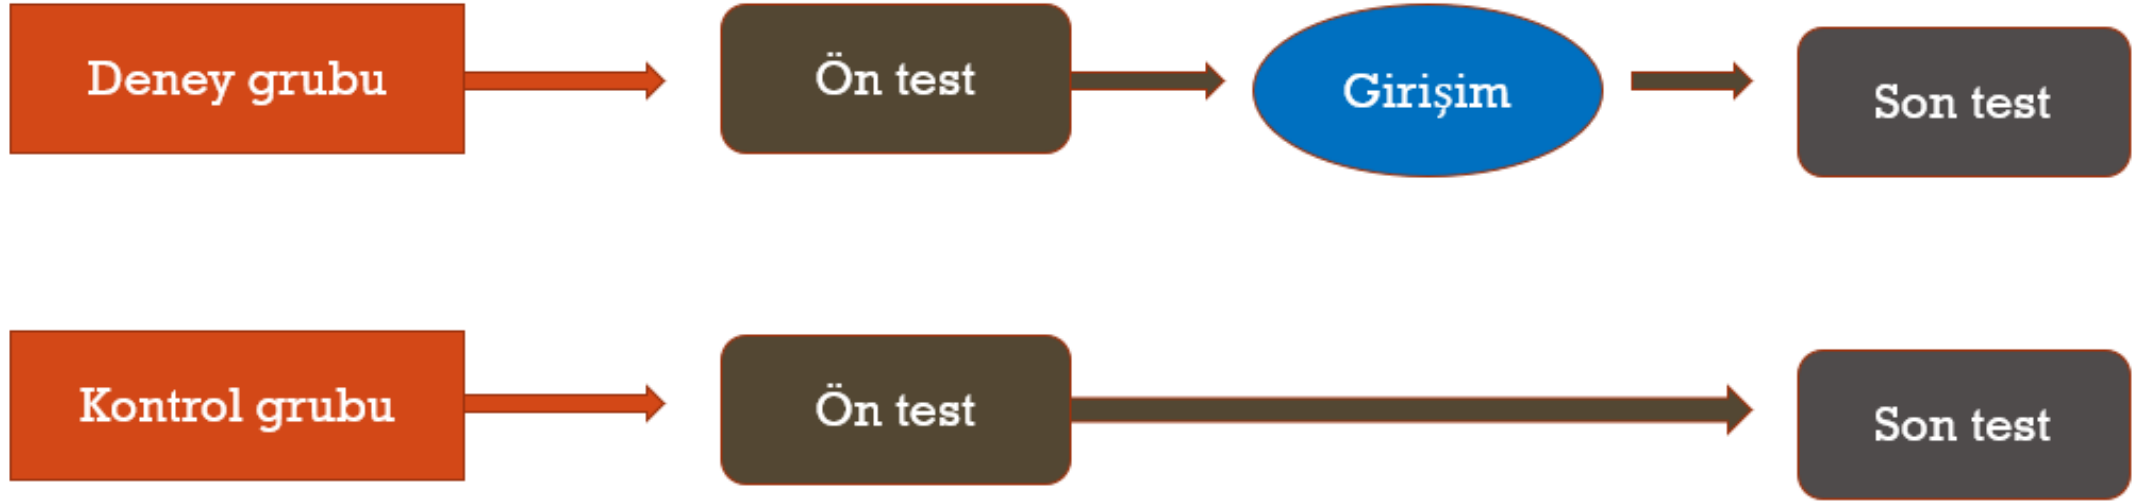 Deney grubu
Ön test
Girişim
Son test
Kontrol grubu
Ön test
Son test